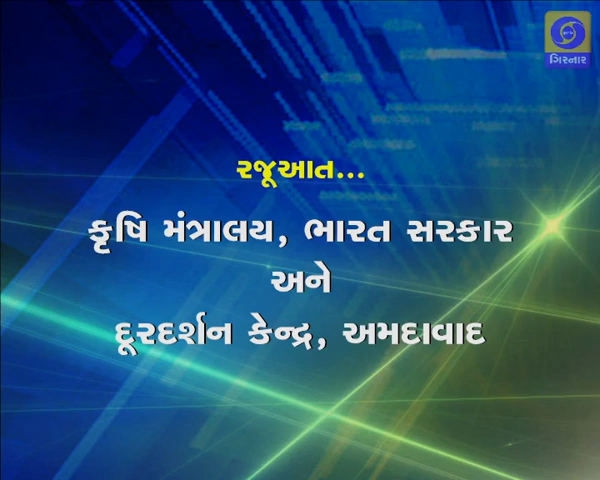 ગિરનાર
રજૂઆત...
કૃષિ મંત્રાલય, ભારત સરકાર
અને
દૂરદર્શન કેન્દ્ર, અમદાવાદ